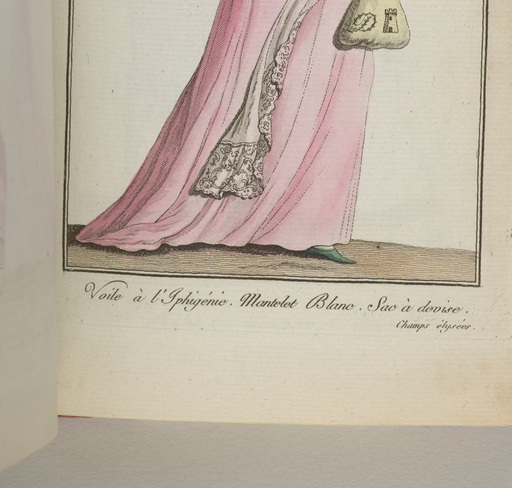 Voile à l'Iphigénie. Mantelet Blanc. Sac à devise.
Champs élysées.